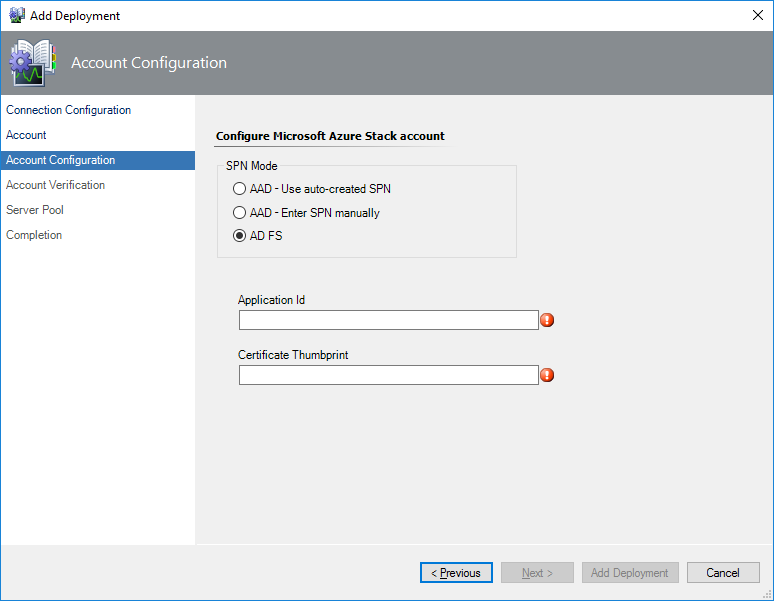 Add Deployment
Account Configuration
Connection Configuration
Account
Account Configuration
Account Verification
Server Pool
Completion
Configure Microsoft Azure Stack account
SPN Mode
AAD - Use auto-created SPN
AAD - Enter SPN manually
AD FS
Application Id
Certificate Thumbprint
< Previous
Next >
Add Deployment
Cancel